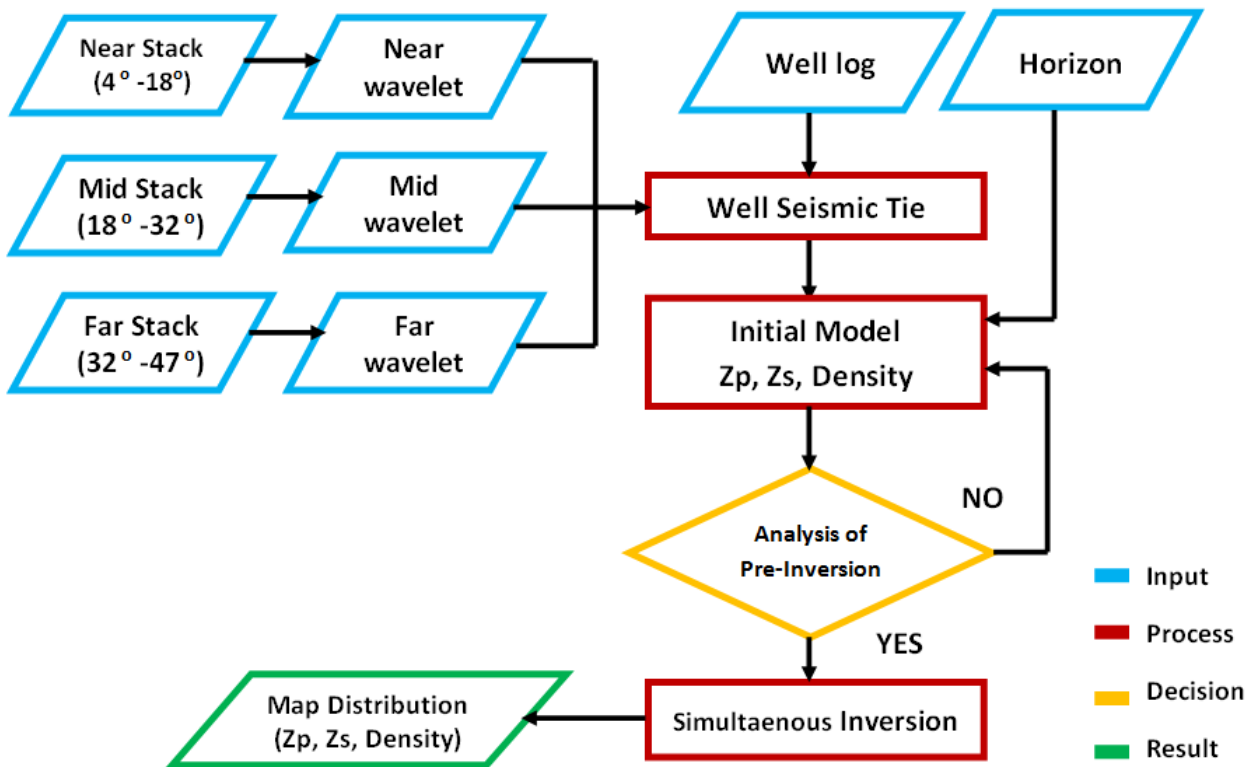 Near Stack
(4° -18°)
Near
wavelet
Well log
Horizon
Mid Stack
(18° -32°)
Mid
wavelet
Well Seismic Tie
Far Stack
(32° -47°)
Far
wavelet
Initial Model
Zp, Zs, Density
Analysis of
Pre-Inversion
NO
YES
Simultaenous Inversion
Map Distribution
(Zp, Zs, Density)
Input
Process
Decision
Result